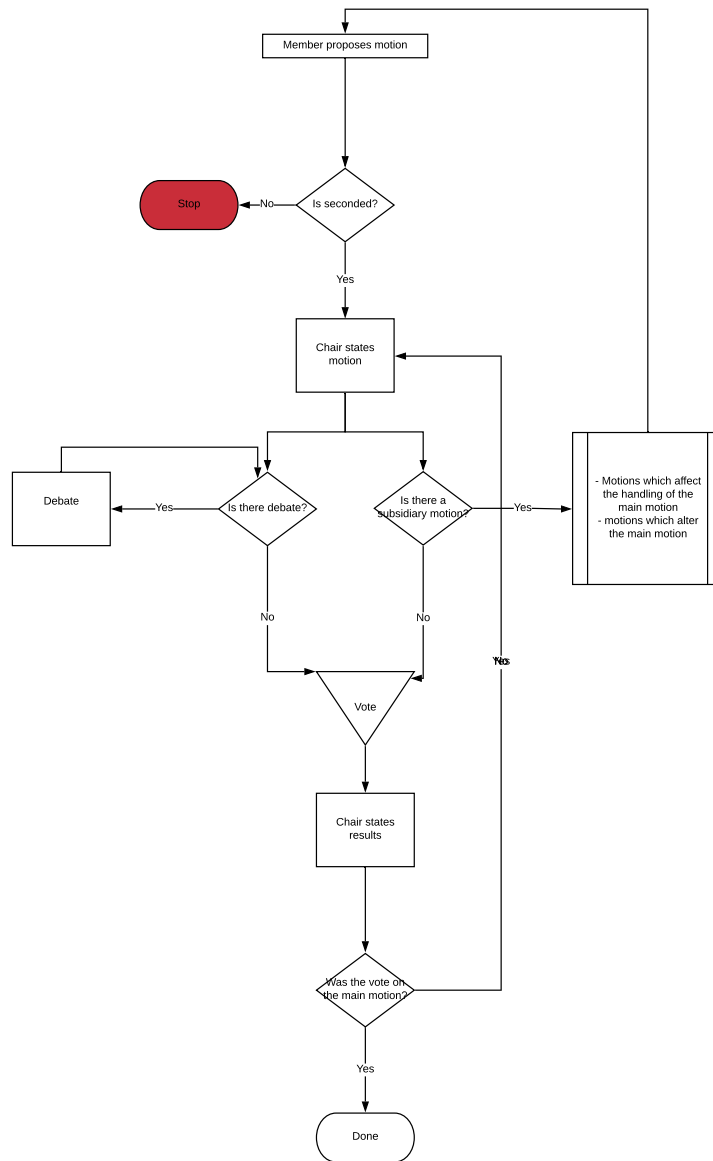 Member proposes motion
Stop
No
Is seconded?
Yes
Chair states
motion
Debate
Yes
Is there debate?
Is there a
subsidiary motion?
Yes
- Motions which affect
the handling of the
main motion
- motions which alter
the main motion
No
No
Vote
Chair states
results
Was the vote on
the main motion?
Yes
Done